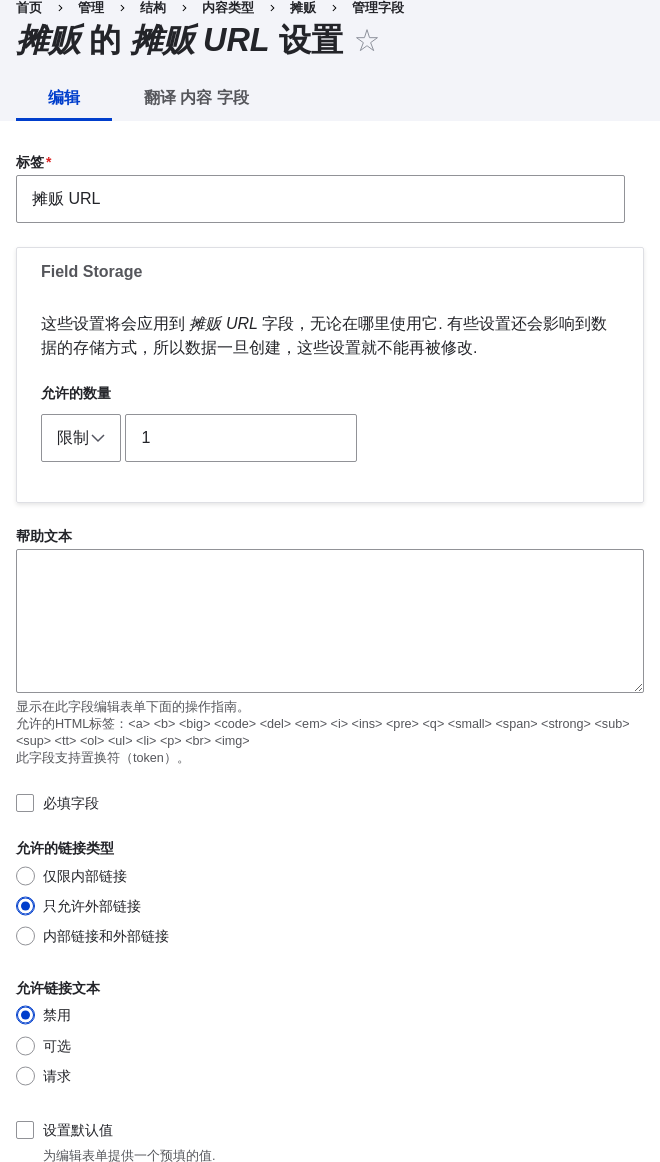 首页 › 管理 › 结构 › 内容类型 › 摊贩 › 管理字段
摊贩 的 摊贩 URL 设置 ☆
编辑 翻译 内容 字段
标签*
摊贩 URL
Field Storage
这些设置将会应用到 摊贩 URL 字段，无论在哪里使用它. 有些设置还会影响到数
据的存储方式，所以数据一旦创建，这些设置就不能再被修改.
允许的数量
限制 1
帮助文本
显示在此字段编辑表单下面的操作指南。
允许的HTML标签：<a> <b> <big> <code> <del> <em> <i> <ins> <pre> <q> <small> <span> <strong> <sub>
<sup> <tt> <ol> <ul> <li> <p> <br> <img>
此字段支持置换符（token）。
必填字段
允许的链接类型
仅限内部链接
只允许外部链接
内部链接和外部链接
允许链接文本
禁用
可选
请求
设置默认值
为编辑表单提供一个预填的值.